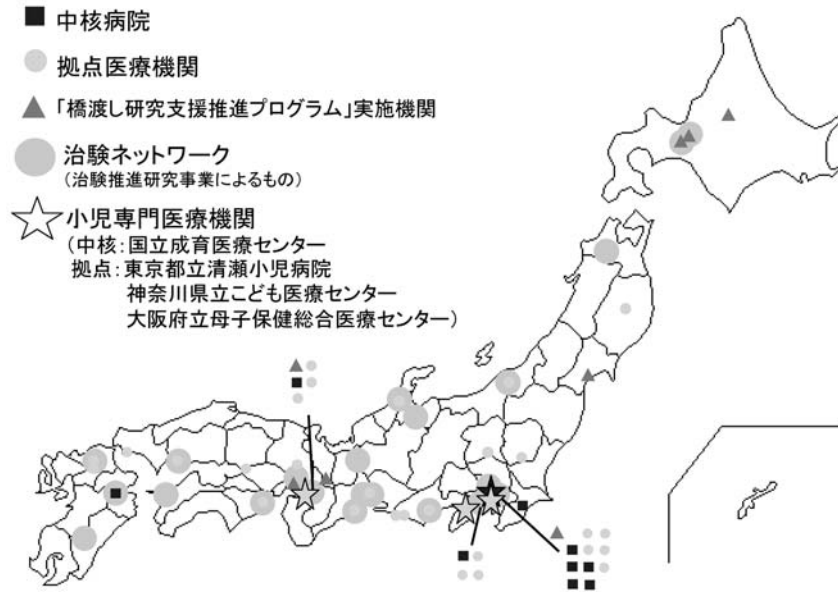 中核病院
拠点医療機関
「橋渡し研究支援推進プログラム」実施機関
治験ネットワーク
(治験推進研究事業によるもの)
小児専門医療機関
(中核:国立成育医療センター
拠点:東京都立清瀬小児病院
神奈川県立こども医療センター
大阪府立母子保健総合医療センター)